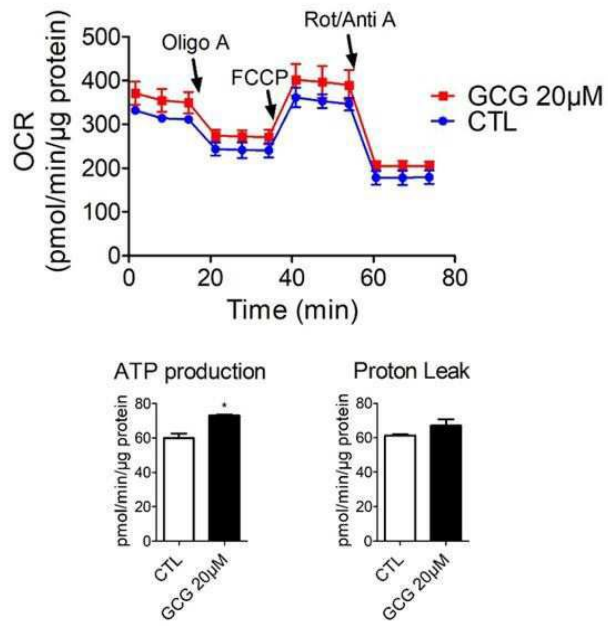 Rot/Anti A
Oligo A
FCCP
500
400
300
200
100
0
OCR
(pmol/min/µg protein)
0 20 40 60 80
Time (min)
GCG 20µM
CTL
ATP production
pmol/min/µg protein
80
60
40
20
0
*
CTL
GCG 20µM
Proton Leak
pmol/min/µg protein
80
60
40
20
0
CTL
GCG 20µM